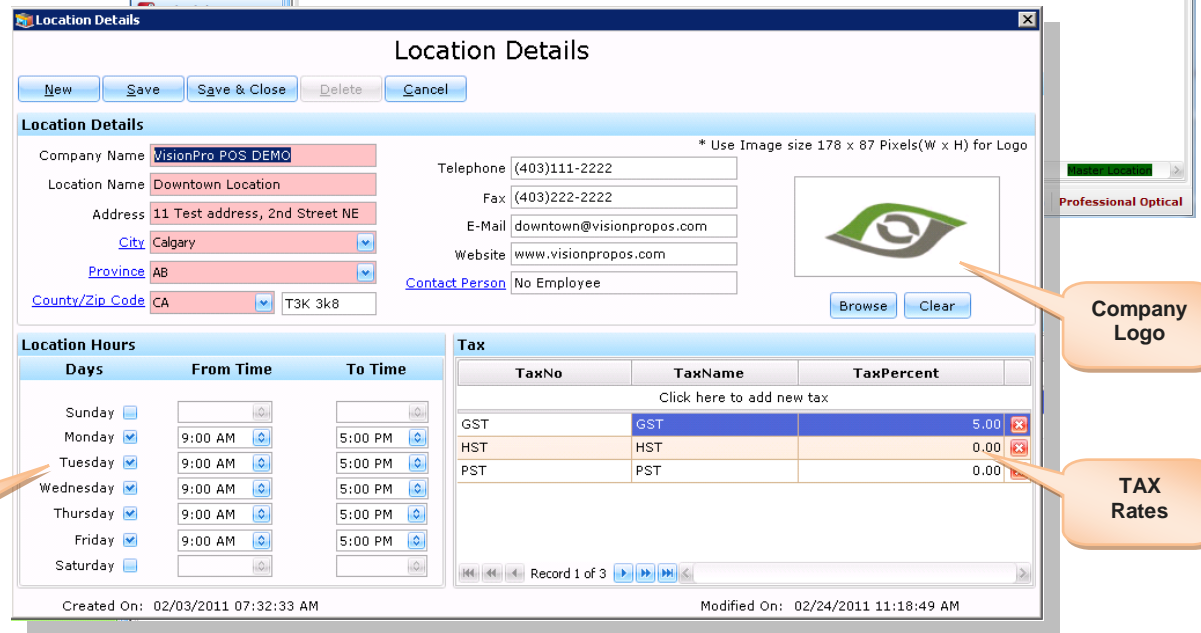 Location Details
Location Details
New Save Save & Close Delete Cancel
Location Details
* Use Image size 178 x 87 Pixels(W x H) for Logo
Company Name VisionPro POS DEMO
Location Name Downtown Location
Address 11 Test address, 2nd Street NE
City Calgary
Province AB
County/Zip Code CA T3K 3k8
Telephone (403)111-2222
Fax (403)222-2222
E-Mail downtown@visionpropos.com
Website www.visionpropos.com
Contact Person No Employee
Browse Clear
Master Location
Professional Optical
Company
Logo
Location Hours
Days From Time To Time
Sunday
Monday 9:00 AM 5:00 PM
Tuesday 9:00 AM 5:00 PM
Wednesday 9:00 AM 5:00 PM
Thursday 9:00 AM 5:00 PM
Friday 9:00 AM 5:00 PM
Saturday
Tax
TaxNo TaxName TaxPercent
Click here to add new tax
GST GST 5.00
HST HST 0.00
PST PST 0.00
Record 1 of 3
TAX
Rates
Created On: 02/03/2011 07:32:33 AM
Modified On: 02/24/2011 11:18:49 AM